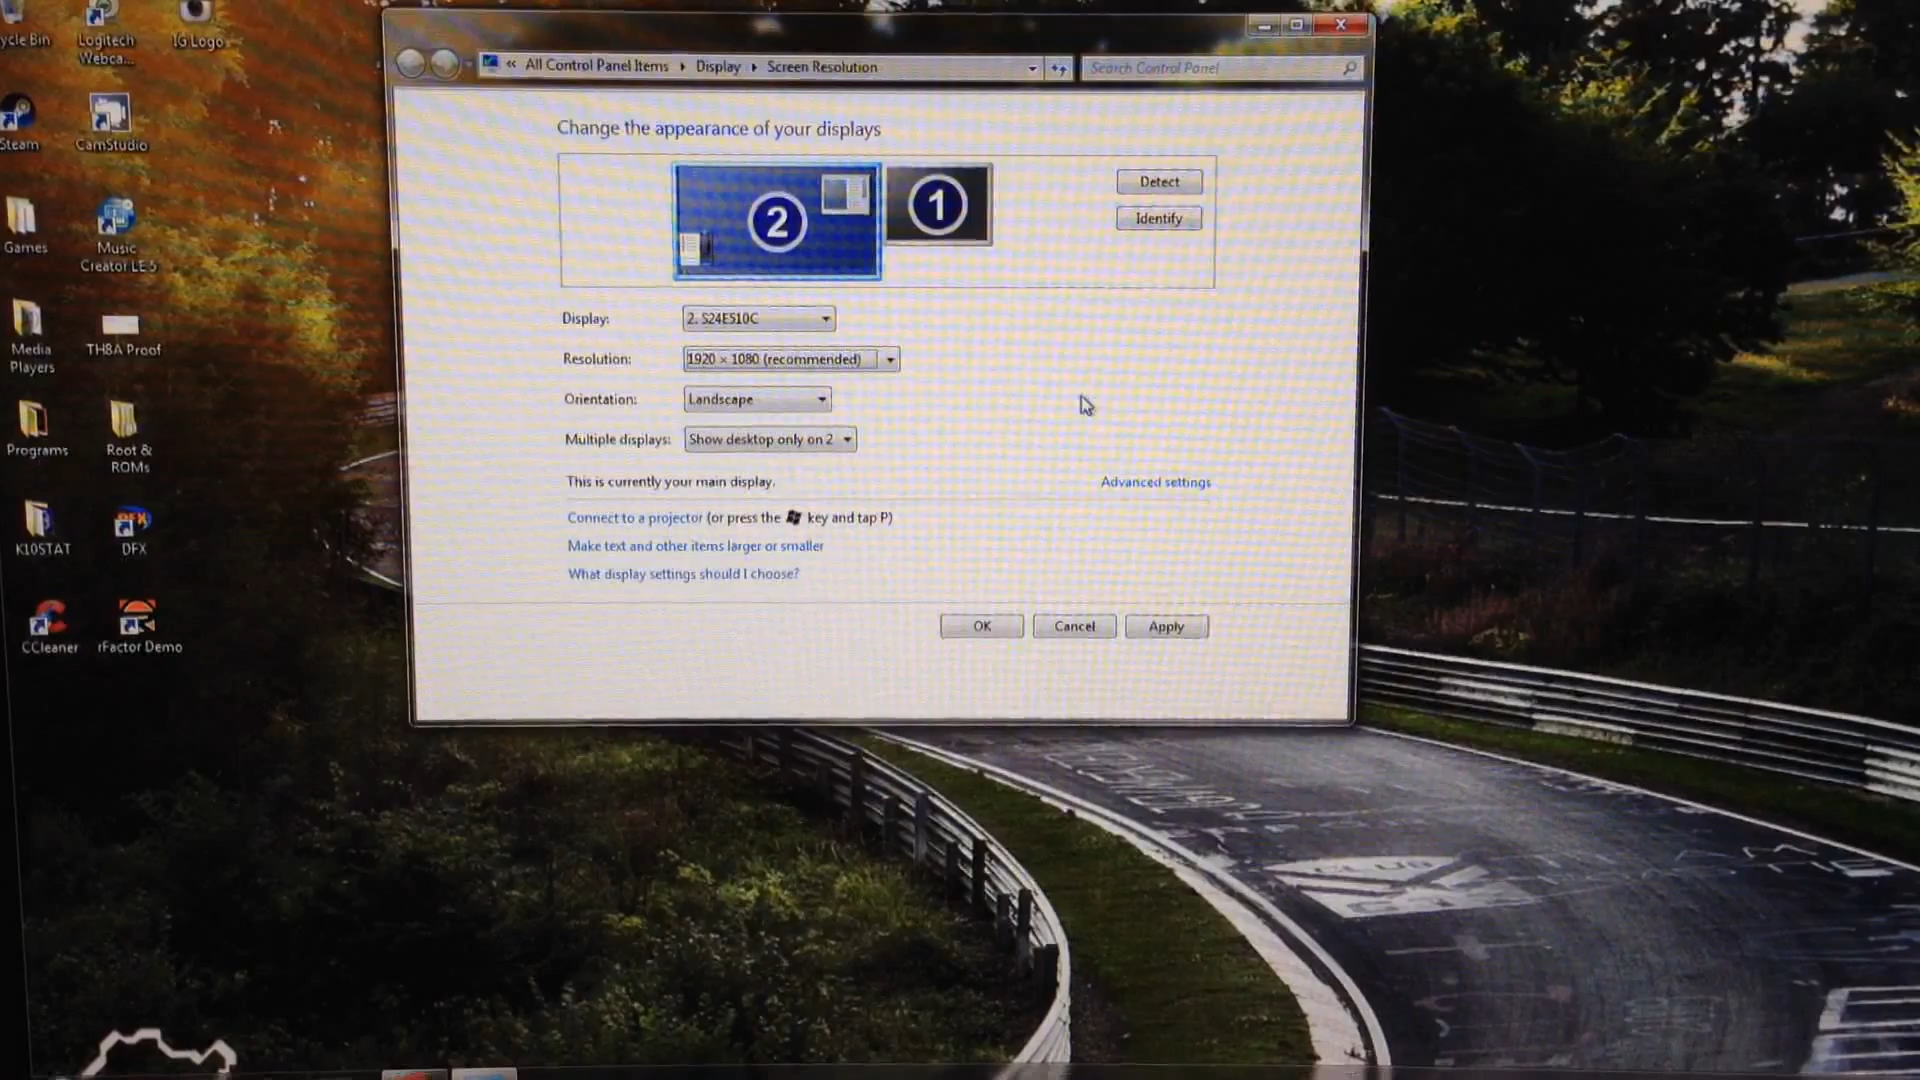 ycle Bin
Logitech
Webca...
IG Logo
Steam
CamStudio
Games
Music
Creator LE 5
Media
Players
TH8A Proof
Programs
Root &
ROMs
K10STAT
DFX
CCleaner
rFactor Demo
« All Control Panel Items ▸ Display ▸ Screen Resolution
Search Control Panel
Change the appearance of your displays
2
1
Detect
Identify
Display: 2. S24E510C
Resolution: 1920 × 1080 (recommended)
Orientation: Landscape
Multiple displays: Show desktop only on 2
This is currently your main display.
Advanced settings
Connect to a projector (or press the key and tap P)
Make text and other items larger or smaller
What display settings should I choose?
OK
Cancel
Apply